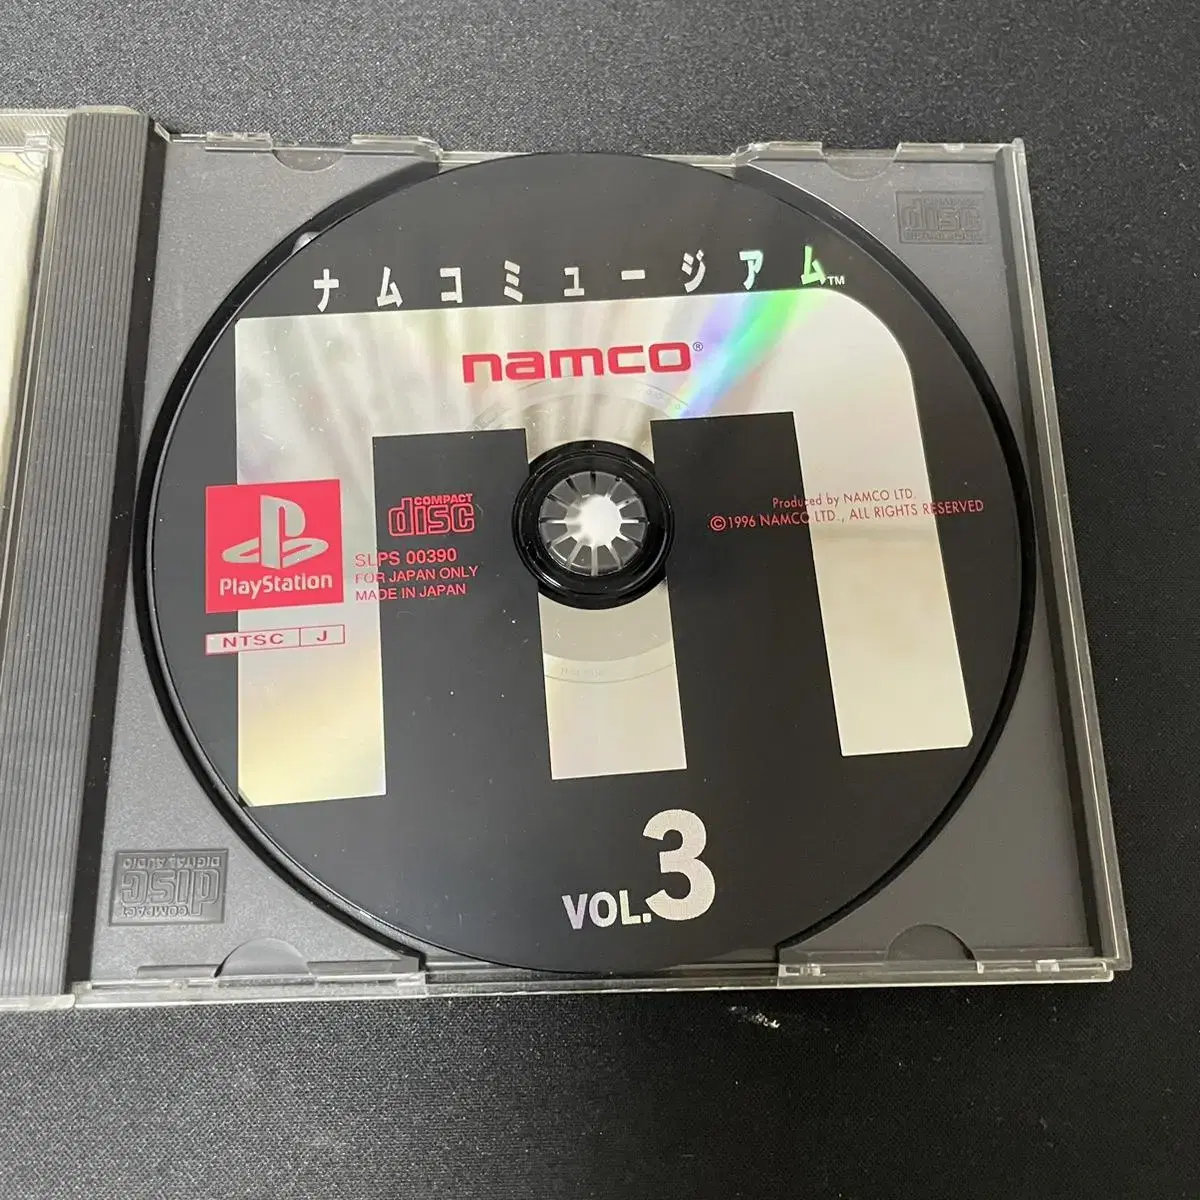 ナムコミュージアム™
namco®
PlayStation
COMPACT
disc
SLPS 00390
FOR JAPAN ONLY
MADE IN JAPAN
NTSC J
Produced by NAMCO LTD.
©1996 NAMCO LTD., ALL RIGHTS RESERVED
VOL.3
disc
COMPACT
disc
DIGITAL AUDIO